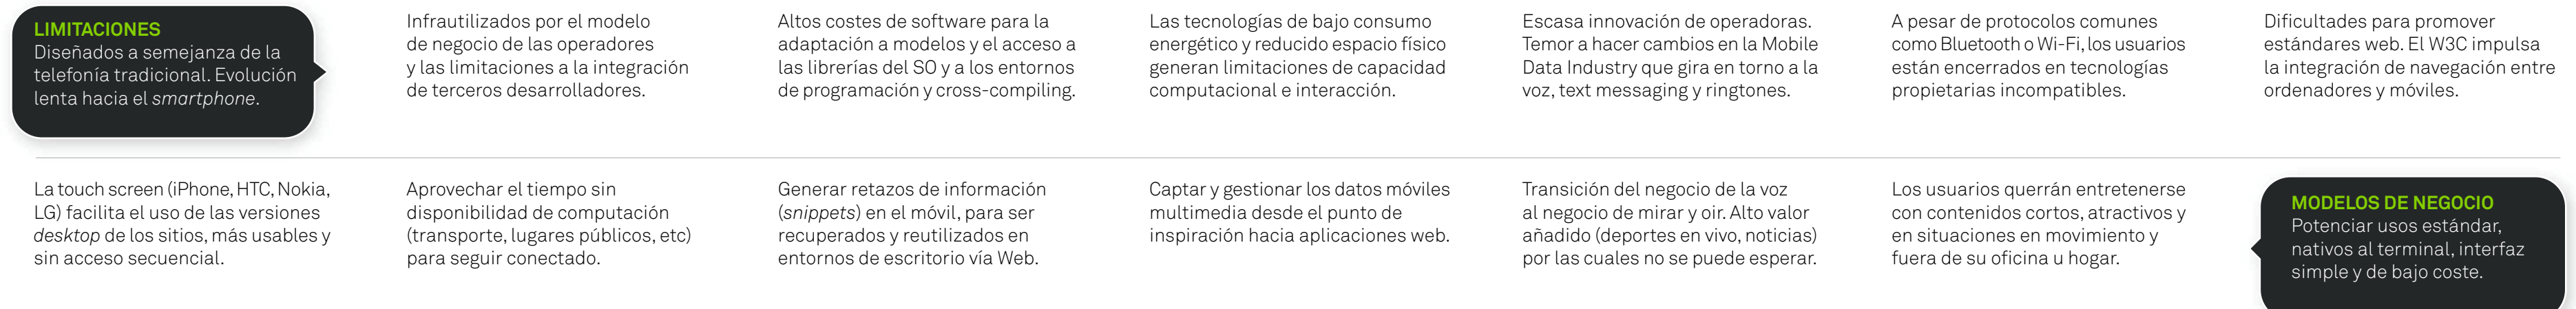 LIMITACIONES
Diseñados a semejanza de la
telefonía tradicional. Evolución
lenta hacia el smartphone.
Infrautilizados por el modelo
de negocio de las operadores
y las limitaciones a la integración
de terceros desarrolladores.
Altos costes de software para la
adaptación a modelos y el acceso a
las librerías del SO y a los entornos
de programación y cross-compiling.
Las tecnologías de bajo consumo
energético y reducido espacio físico
generan limitaciones de capacidad
computacional e interacción.
Escasa innovación de operadoras.
Temor a hacer cambios en la Mobile
Data Industry que gira en torno a la
voz, text messaging y ringtones.
A pesar de protocolos comunes
como Bluetooth o Wi-Fi, los usuarios
están encerrados en tecnologías
propietarias incompatibles.
Dificultades para promover
estándares web. El W3C impulsa
la integración de navegación entre
ordenadores y móviles.
La touch screen (iPhone, HTC, Nokia,
LG) facilita el uso de las versiones
desktop de los sitios, más usables y
sin acceso secuencial.
Aprovechar el tiempo sin
disponibilidad de computación
(transporte, lugares públicos, etc)
para seguir conectado.
Generar retazos de información
(snippets) en el móvil, para ser
recuperados y reutilizados en
entornos de escritorio vía Web.
Captar y gestionar los datos móviles
multimedia desde el punto de
inspiración hacia aplicaciones web.
Transición del negocio de la voz
al negocio de mirar y oir. Alto valor
añadido (deportes en vivo, noticias)
por las cuales no se puede esperar.
Los usuarios querrán entretenerse
con contenidos cortos, atractivos y
en situaciones en movimiento y
fuera de su oficina u hogar.
MODELOS DE NEGOCIO
Potenciar usos estándar,
nativos al terminal, interfaz
simple y de bajo coste.